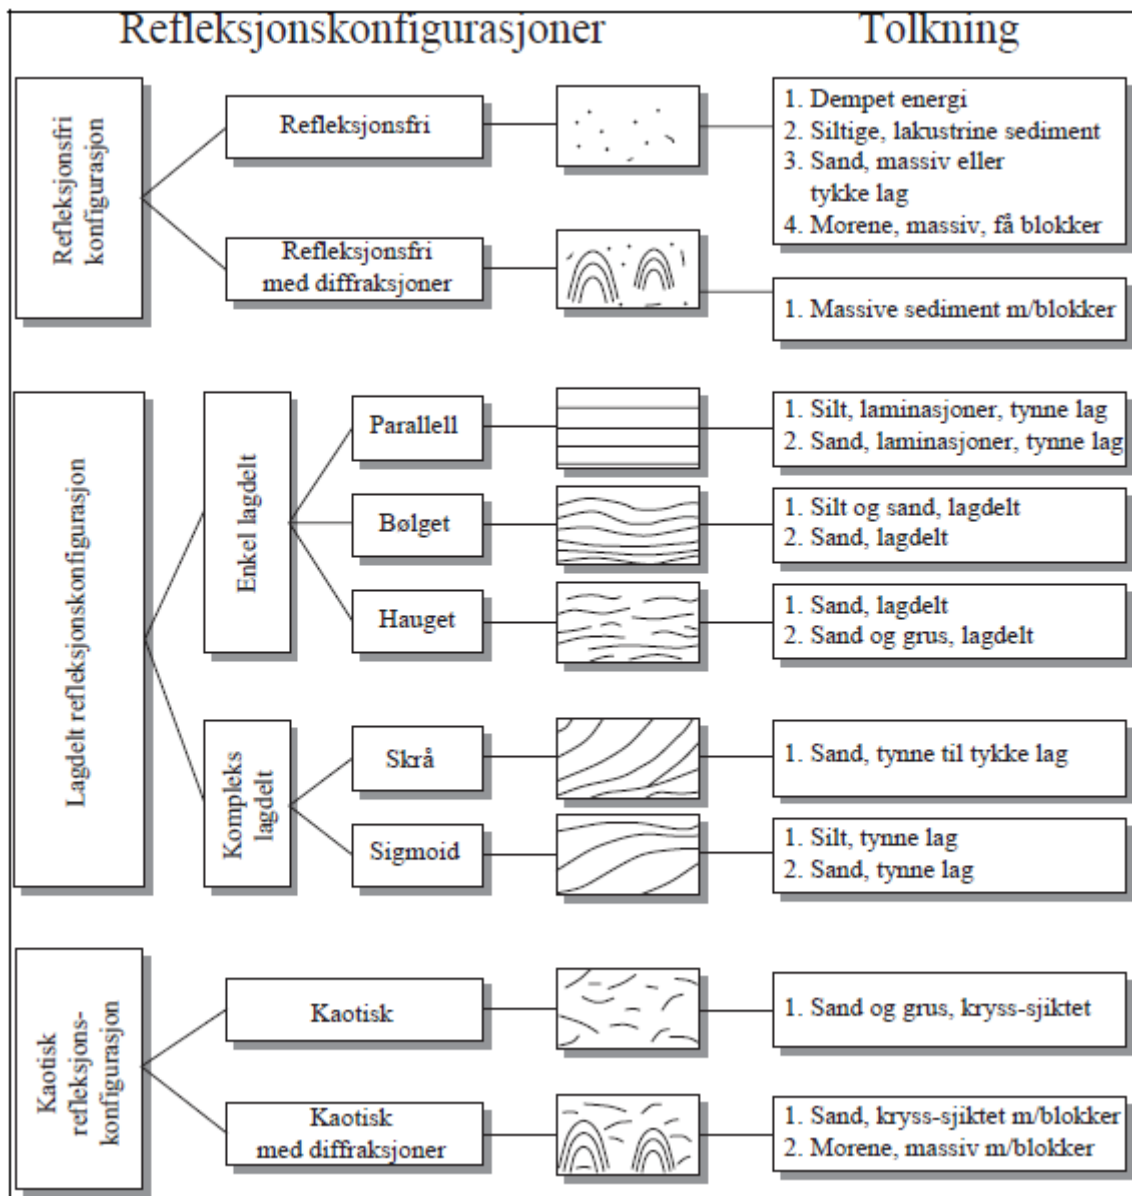 Refleksjonskonfigurasjoner
Tolkning
Refleksjonsfri
konfigurasjon
Refleksjonsfri
1. Dempet energi
2. Siltige, lakustrine sediment
3. Sand, massiv eller
tykke lag
4. Morene, massiv, få blokker
Refleksjonsfri
med diffraksjoner
1. Massive sediment m/blokker
Lagdelt refleksjonskonfigurasjon
Enkel lagdelt
Parallell
1. Silt, laminasjoner, tynne lag
2. Sand, laminasjoner, tynne lag
Bølget
1. Silt og sand, lagdelt
2. Sand, lagdelt
Hauget
1. Sand, lagdelt
2. Sand og grus, lagdelt
Kompleks
lagdelt
Skrå
1. Sand, tynne til tykke lag
Sigmoid
1. Silt, tynne lag
2. Sand, tynne lag
Kaotisk
refleksjons-
konfigurasjon
Kaotisk
1. Sand og grus, kryss-sjiktet
Kaotisk
med diffraksjoner
1. Sand, kryss-sjiktet m/blokker
2. Morene, massiv m/blokker